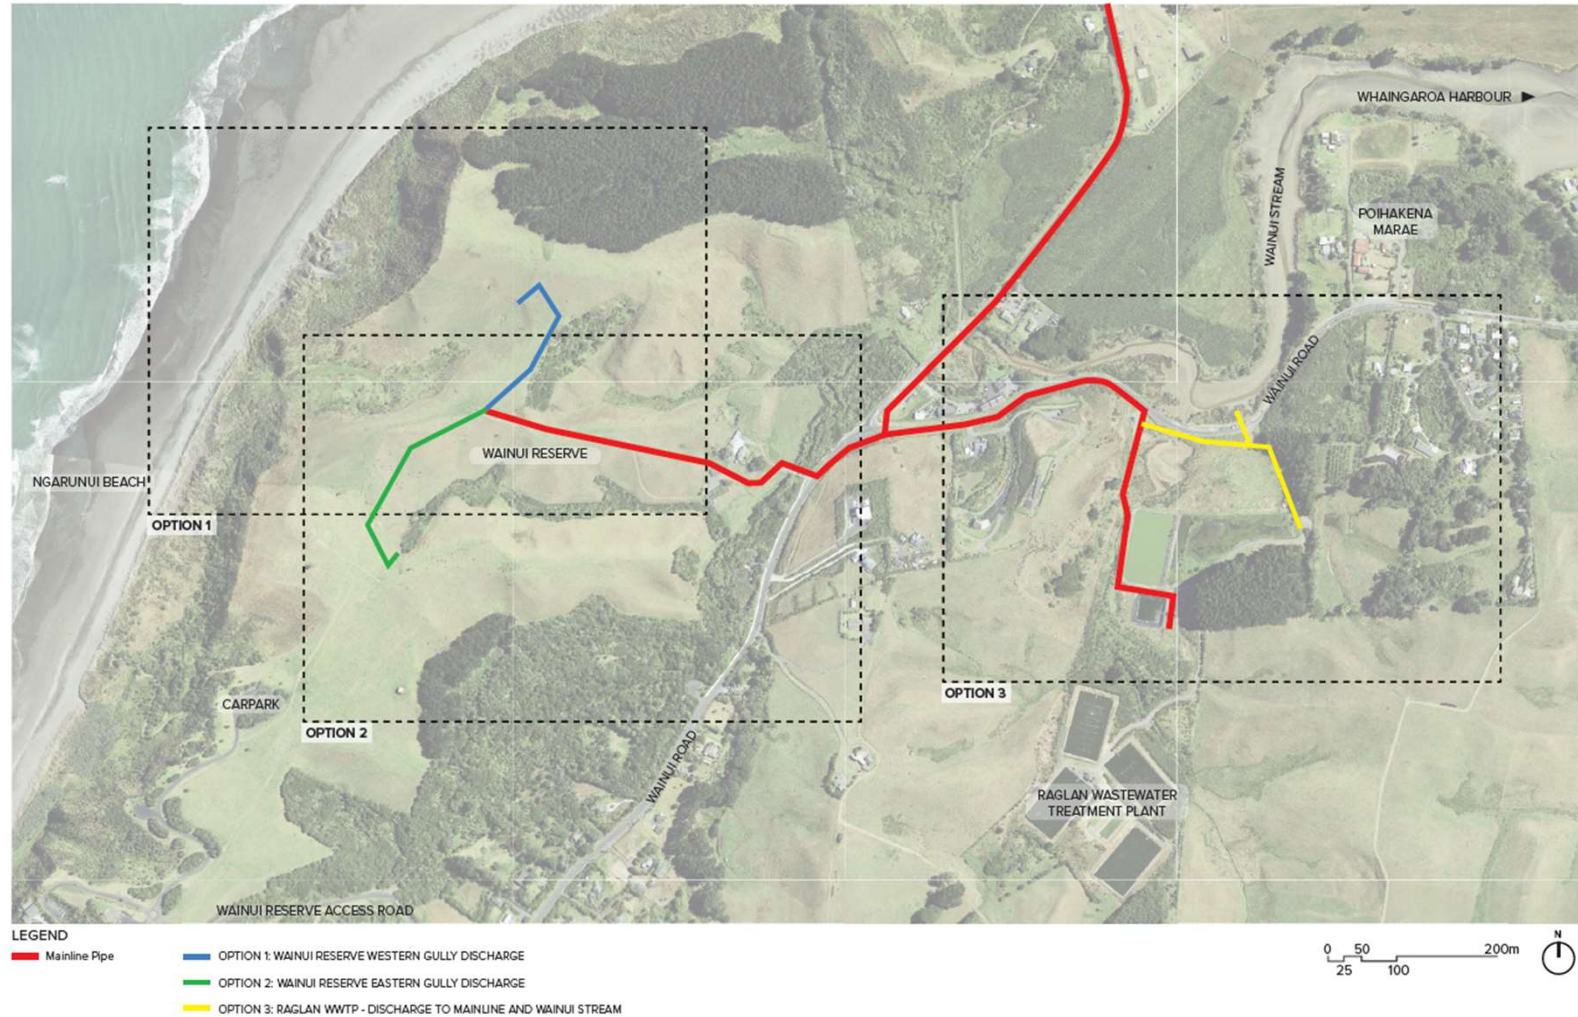 WHAINGAROA HARBOUR
WAINUI STREAM
POIHAKENA
MARAE
WAINUI ROAD
WAINUI RESERVE
NGARUNUI BEACH
OPTION 1
OPTION 3
CARPARK
OPTION 2
WAINUI ROAD
RAGLAN WASTEWATER
TREATMENT PLANT
WAINUI RESERVE ACCESS ROAD
LEGEND
Mainline Pipe
OPTION 1: WAINUI RESERVE WESTERN GULLY DISCHARGE
OPTION 2: WAINUI RESERVE EASTERN GULLY DISCHARGE
OPTION 3: RAGLAN WWTP - DISCHARGE TO MAINLINE AND WAINUI STREAM
0 50 200m
25 100
N